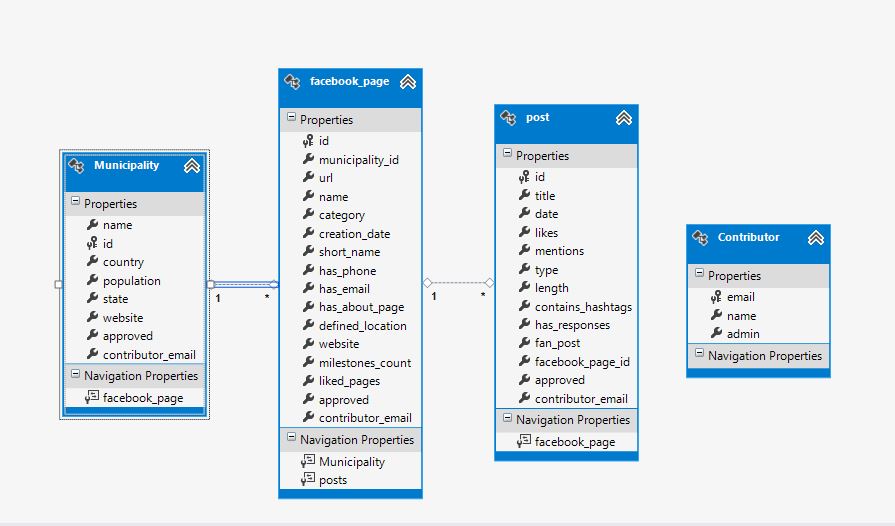 Municipality
Properties
name
id
country
population
state
website
approved
contributor_email
Navigation Properties
facebook_page
1
*
facebook_page
Properties
id
municipality_id
url
name
category
creation_date
short_name
has_phone
has_email
has_about_page
defined_location
website
milestones_count
liked_pages
approved
contributor_email
Navigation Properties
Municipality
posts
1
*
post
Properties
id
title
date
likes
mentions
type
length
contains_hashtags
has_responses
fan_post
facebook_page_id
approved
contributor_email
Navigation Properties
facebook_page
Contributor
Properties
email
name
admin
Navigation Properties